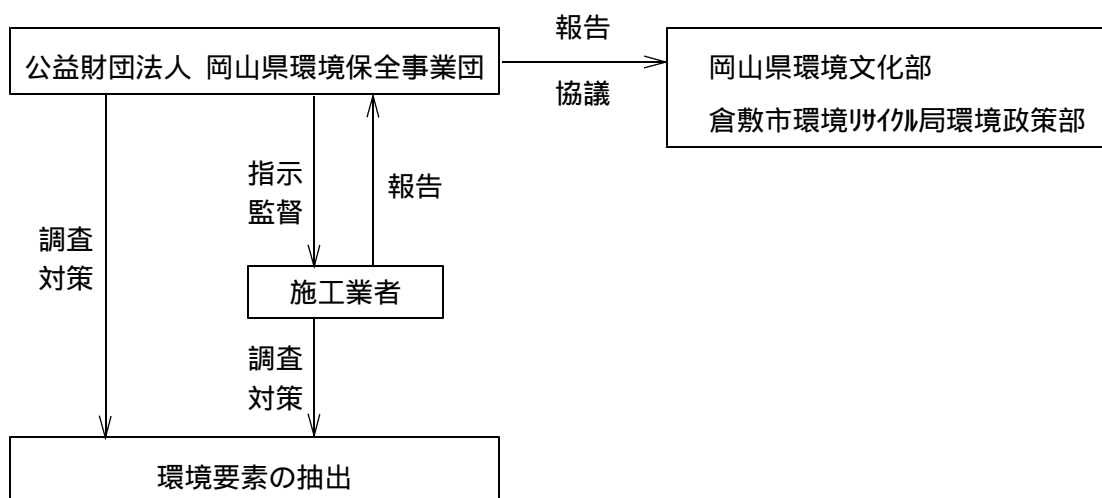 公益財団法人 岡山県環境保全事業団
報告
協議
岡山県環境文化部
倉敷市環境ﾘｻｲｸﾙ局環境政策部
指示
監督
報告
調査
対策
施工業者
調査
対策
環境要素の抽出